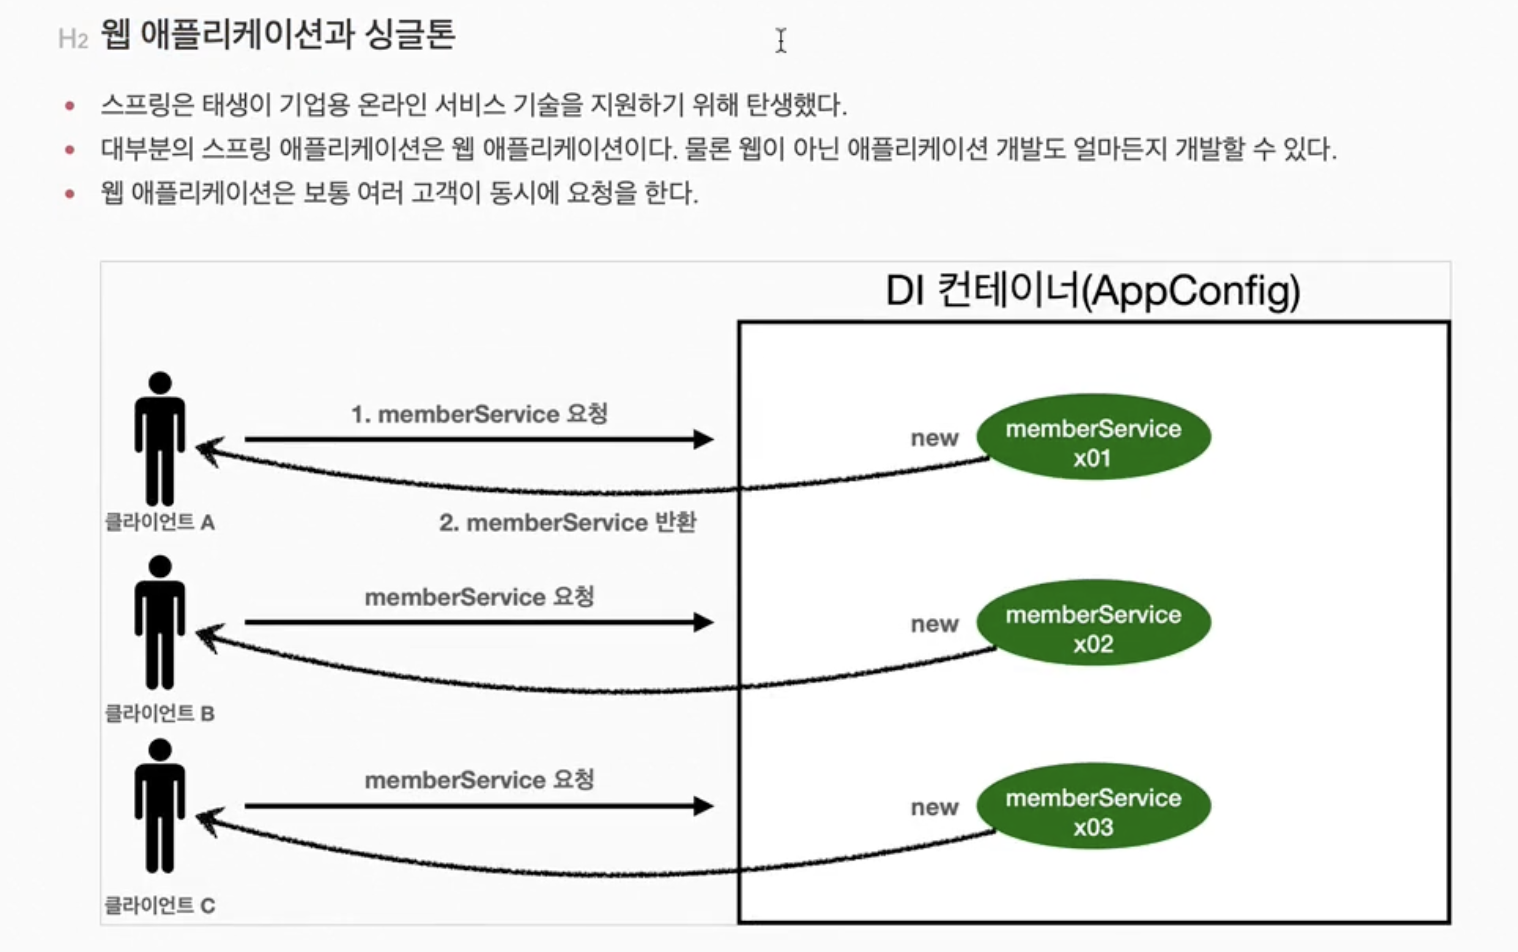 H2 웹 애플리케이션과 싱글톤
스프링은 태생이 기업용 온라인 서비스 기술을 지원하기 위해 탄생했다.
대부분의 스프링 애플리케이션은 웹 애플리케이션이다. 물론 웹이 아닌 애플리케이션 개발도 얼마든지 개발할 수 있다.
웹 애플리케이션은 보통 여러 고객이 동시에 요청을 한다.
DI 컨테이너(AppConfig)
1. memberService 요청
new
memberService
x01
클라이언트 A
2. memberService 반환
memberService 요청
new
memberService
x02
클라이언트 B
memberService 요청
new
memberService
x03
클라이언트 C